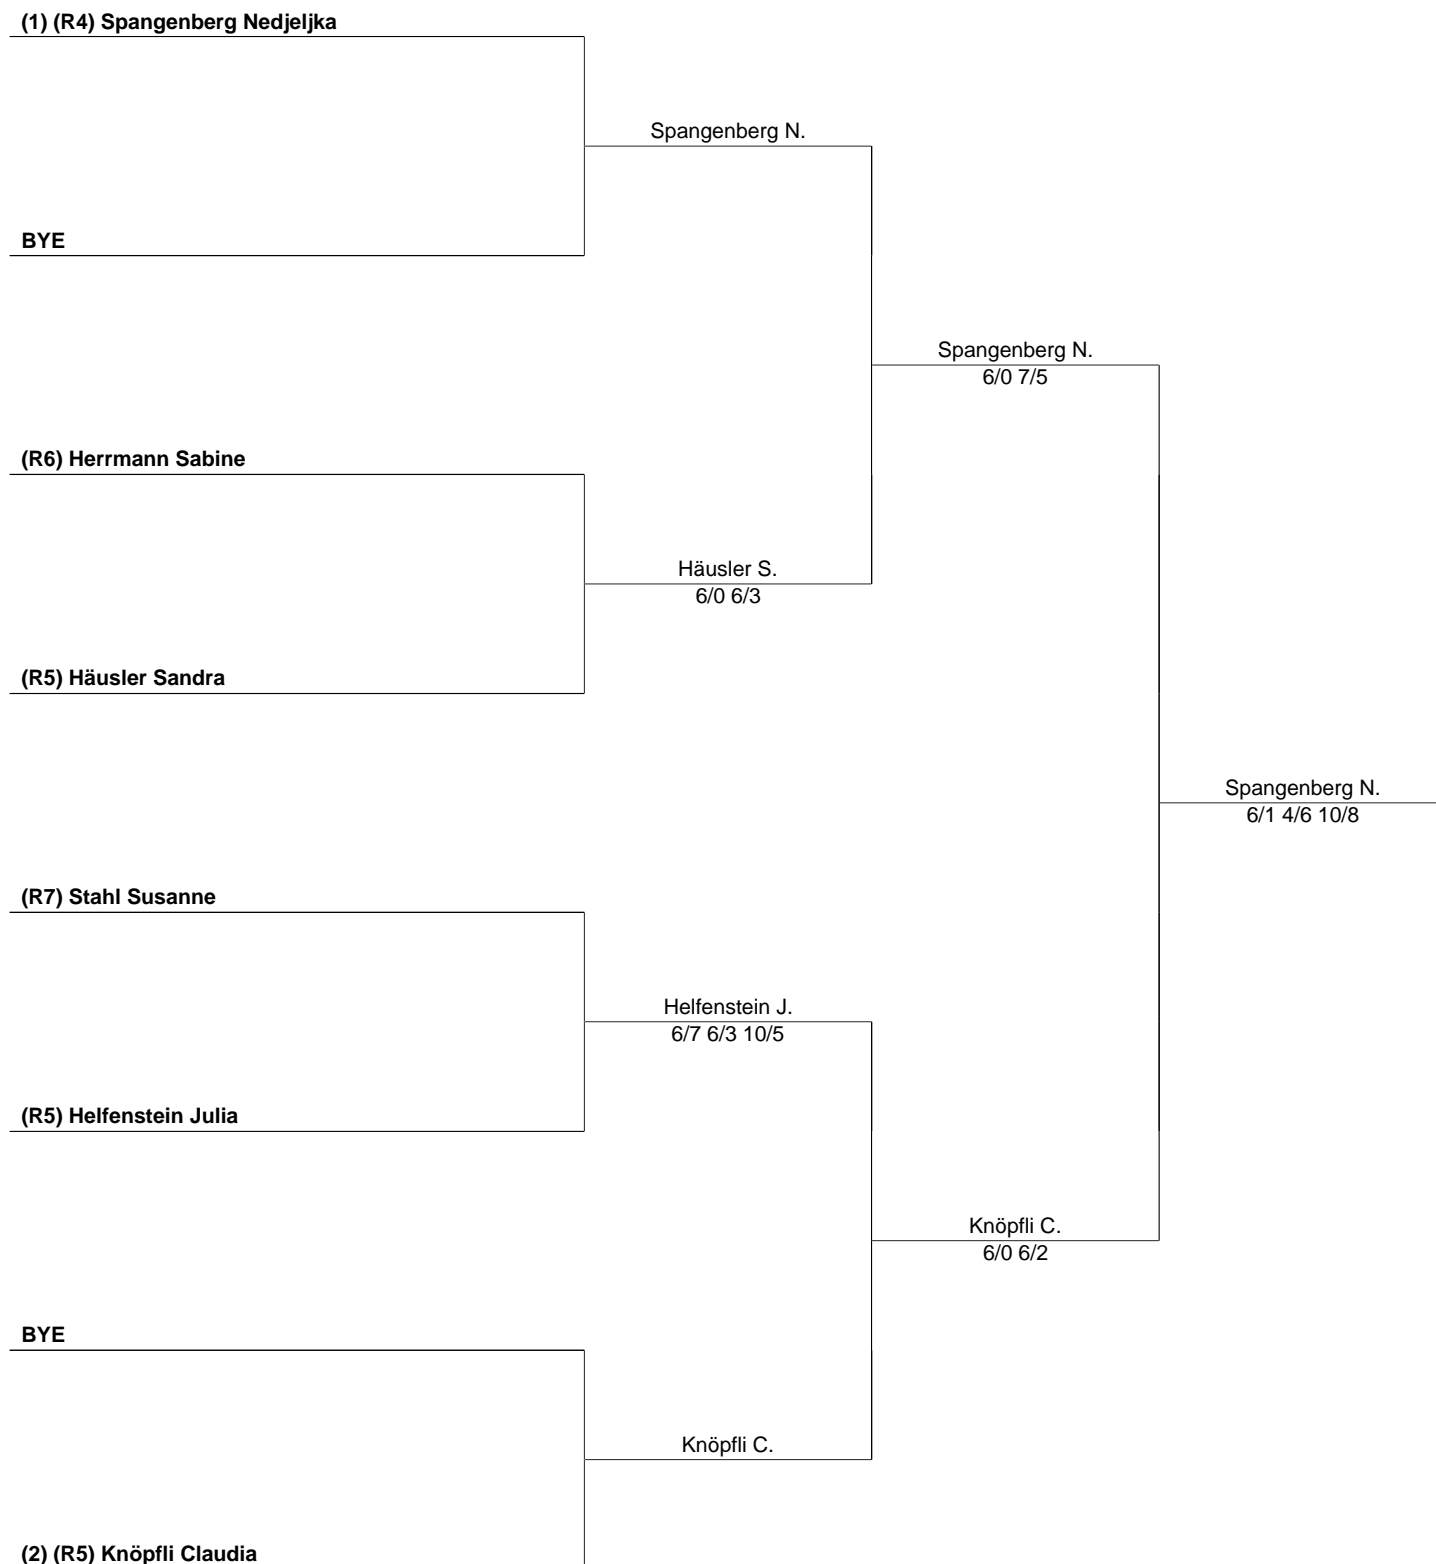 (1) (R4) Spangenberg Nedjeljka
Spangenberg N.
BYE
Spangenberg N.
6/0 7/5
(R6) Herrmann Sabine
Häusler S.
6/0 6/3
(R5) Häusler Sandra
Spangenberg N.
6/1 4/6 10/8
(R7) Stahl Susanne
Helfenstein J.
6/7 6/3 10/5
(R5) Helfenstein Julia
Knöpfli C.
6/0 6/2
BYE
Knöpfli C.
(2) (R5) Knöpfli Claudia